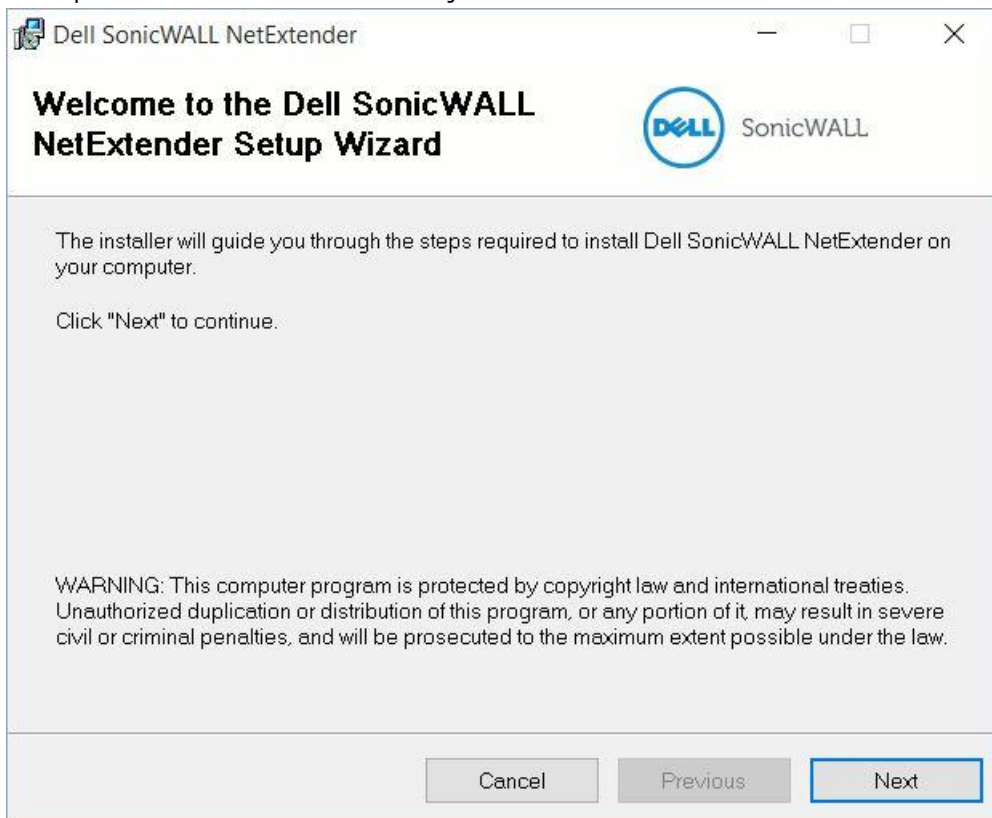 Dell SonicWALL NetExtender
Welcome to the Dell SonicWALL
NetExtender Setup Wizard
DELL SonicWALL
The installer will guide you through the steps required to install Dell SonicWALL NetExtender on
your computer.
Click "Next" to continue.
WARNING: This computer program is protected by copyright law and international treaties.
Unauthorized duplication or distribution of this program, or any portion of it, may result in severe
civil or criminal penalties, and will be prosecuted to the maximum extent possible under the law.
Cancel Previous Next